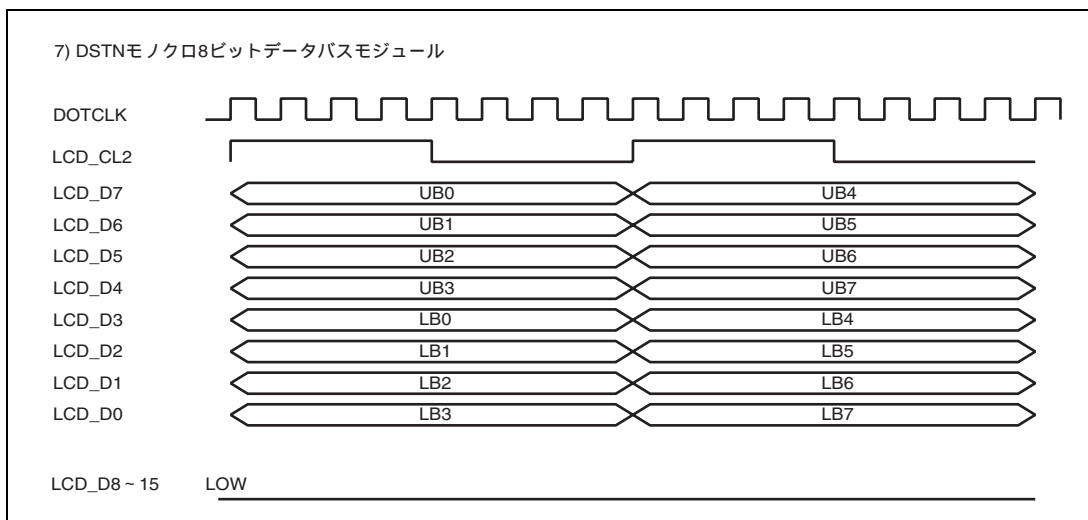 7) DSTNモノクロ8ビットデータバスモジュール
DOTCLK
LCD_CL2
LCD_D7 UB0 UB4
LCD_D6 UB1 UB5
LCD_D5 UB2 UB6
LCD_D4 UB3 UB7
LCD_D3 LB0 LB4
LCD_D2 LB1 LB5
LCD_D1 LB2 LB6
LCD_D0 LB3 LB7
LCD_D8 ~ 15 LOW